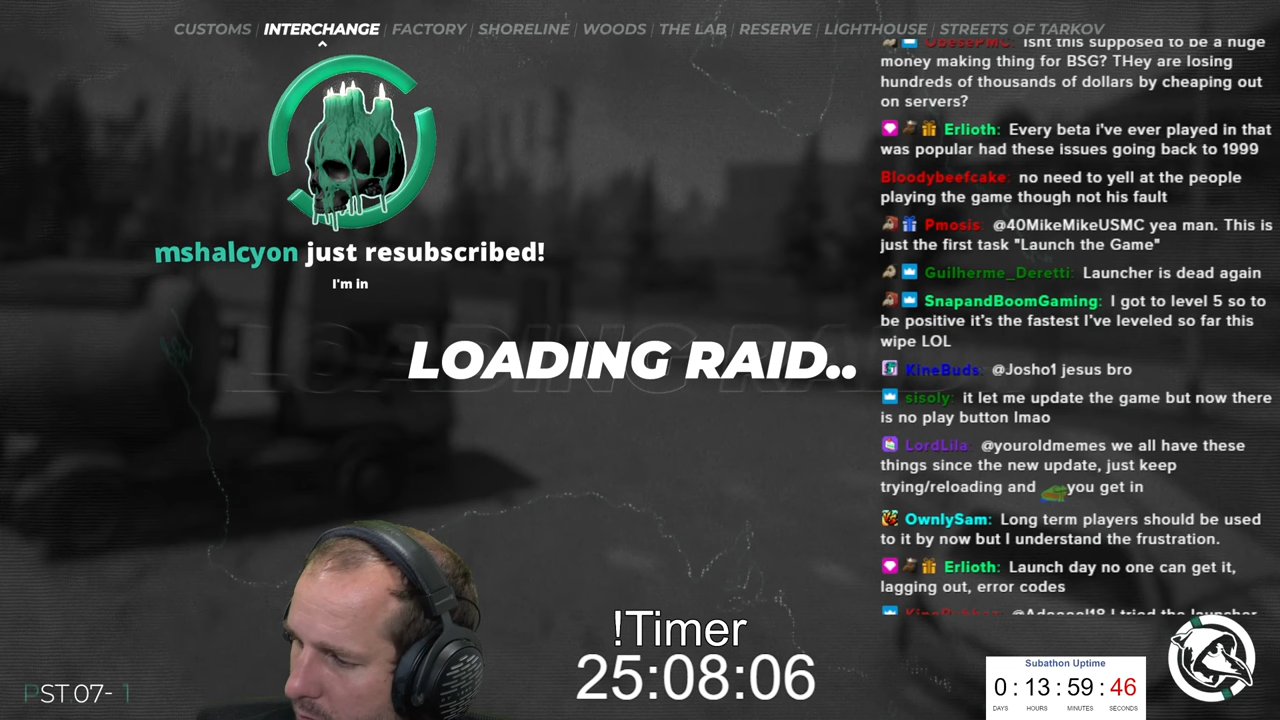 CUSTOMS | INTERCHANGE | FACTORY | SHORELINE | WOODS | THE LAB | RESERVE | LIGHTHOUSE | STREETS OF TARKOV
mshalcyon just resubscribed!
I'm in
LOADING RAID..
ObesePMC: isnt this supposed to be a huge
money making thing for BSG? THey are losing
hundreds of thousands of dollars by cheaping out
on servers?
Erlioth: Every beta i've ever played in that
was popular had these issues going back to 1999
Bloodybeefcake: no need to yell at the people
playing the game though not his fault
Pmosis: @40MikeMikeUSMC yea man. This is
just the first task "Launch the Game"
Guilherme_Deretti: Launcher is dead again
SnapandBoomGaming: I got to level 5 so to
be positive it's the fastest I've leveled so far this
wipe LOL
KineBuds: @Josho1 jesus bro
sisoly: it let me update the game but now there
is no play button lmao
LordLila: @youroldmemes we all have these
things since the new update, just keep
trying/reloading and you get in
OwnlySam: Long term players should be used
to it by now but I understand the frustration.
Erlioth: Launch day no one can get it,
lagging out, error codes
I tried the launcher
!Timer
25:08:06
Subathon Uptime
0 : 13 : 59 : 46
DAYS HOURS MINUTES SECONDS
PST 07- 1